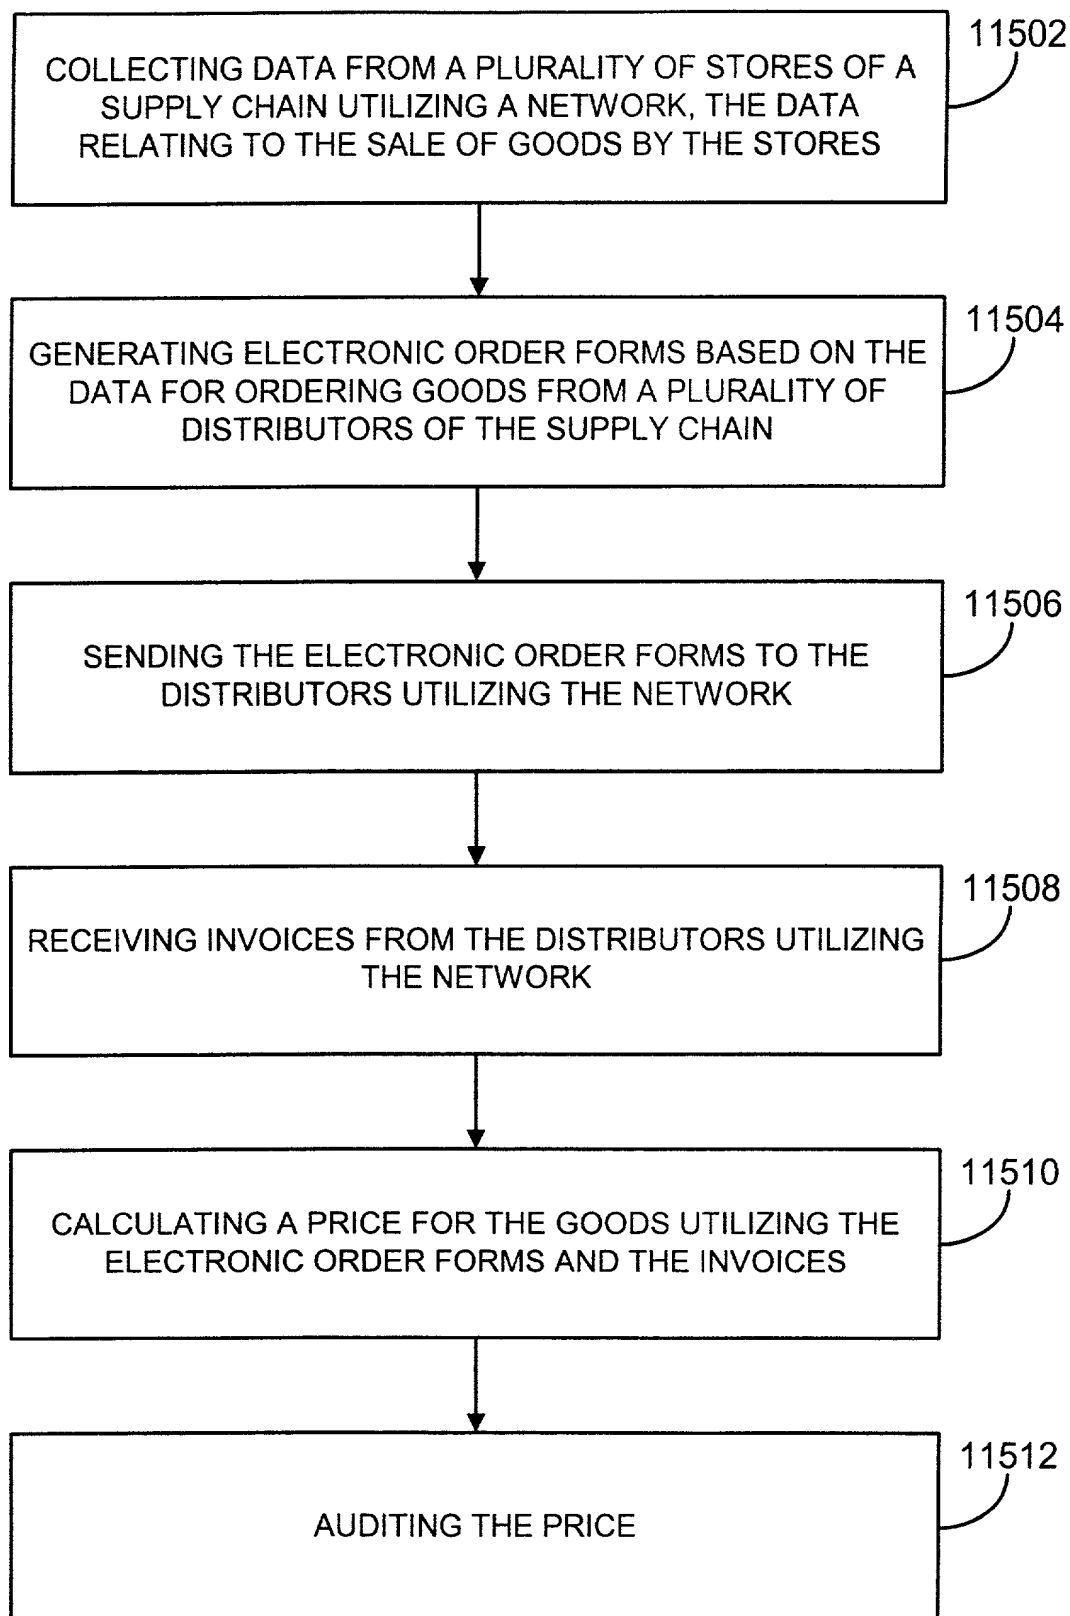 11502
COLLECTING DATA FROM A PLURALITY OF STORES OF A
SUPPLY CHAIN UTILIZING A NETWORK, THE DATA
RELATING TO THE SALE OF GOODS BY THE STORES
11504
GENERATING ELECTRONIC ORDER FORMS BASED ON THE
DATA FOR ORDERING GOODS FROM A PLURALITY OF
DISTRIBUTORS OF THE SUPPLY CHAIN
11506
SENDING THE ELECTRONIC ORDER FORMS TO THE
DISTRIBUTORS UTILIZING THE NETWORK
11508
RECEIVING INVOICES FROM THE DISTRIBUTORS UTILIZING
THE NETWORK
11510
CALCULATING A PRICE FOR THE GOODS UTILIZING THE
ELECTRONIC ORDER FORMS AND THE INVOICES
11512
AUDITING THE PRICE